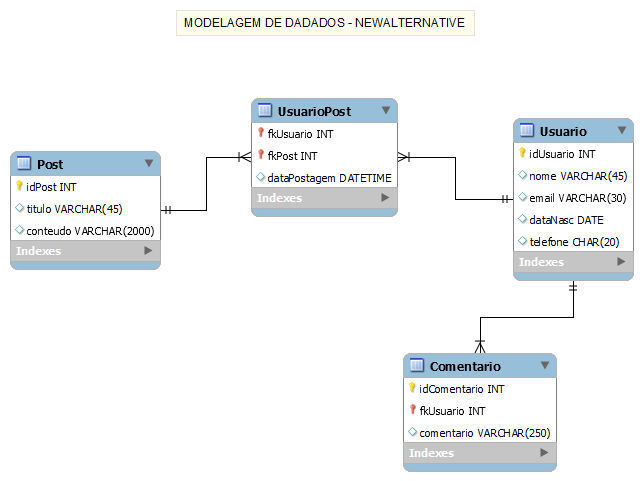 MODELAGEM DE DADADOS - NEWALTERNATIVE
UsuarioPost
fkUsuario INT
fkPost INT
dataPostagem DATETIME
Indexes
Usuario
idUsuario INT
nome VARCHAR(45)
email VARCHAR(30)
dataNasc DATE
telefone CHAR(20)
Indexes
Post
idPost INT
titulo VARCHAR(45)
conteudo VARCHAR(2000)
Indexes
Comentario
idComentario INT
fkUsuario INT
comentario VARCHAR(250)
Indexes